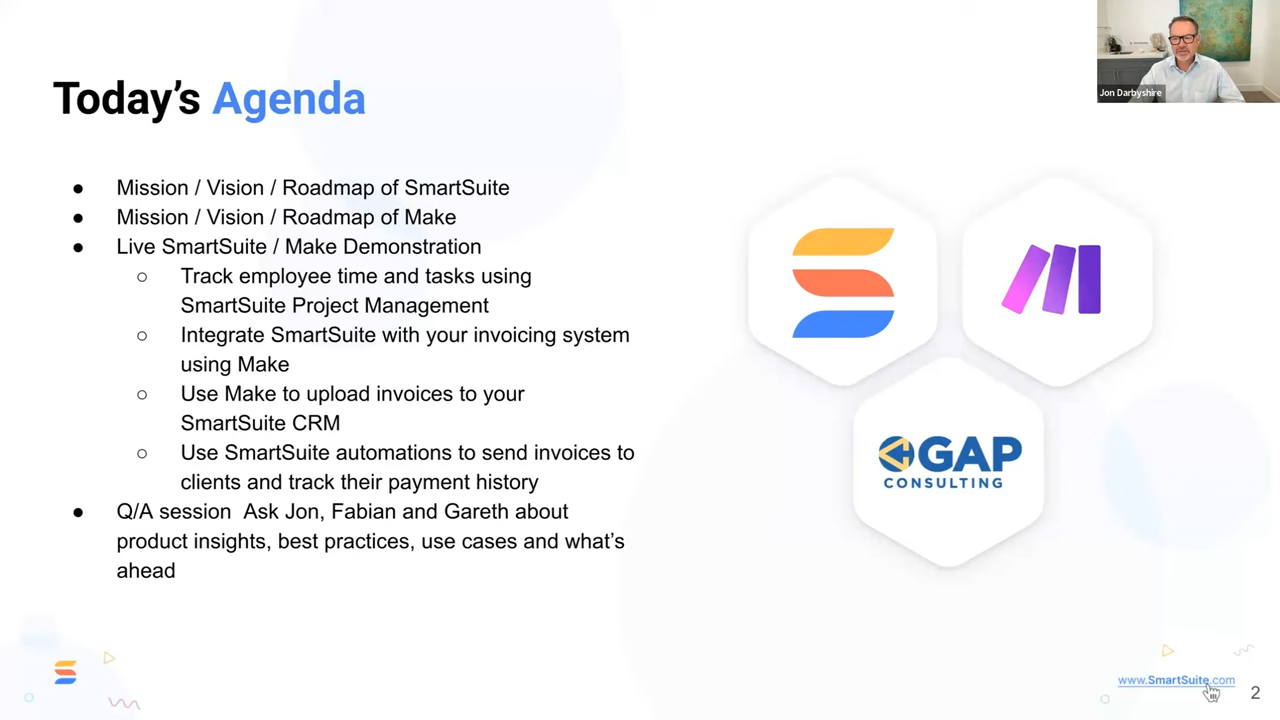 Today's Agenda
Jon Darbyshire
● Mission / Vision / Roadmap of SmartSuite
● Mission / Vision / Roadmap of Make
● Live SmartSuite / Make Demonstration
○ Track employee time and tasks using
SmartSuite Project Management
○ Integrate SmartSuite with your invoicing system
using Make
○ Use Make to upload invoices to your
SmartSuite CRM
○ Use SmartSuite automations to send invoices to
clients and track their payment history
● Q/A session  Ask Jon, Fabian and Gareth about
product insights, best practices, use cases and what's
ahead
GAP
CONSULTING
www.SmartSuite.com
2